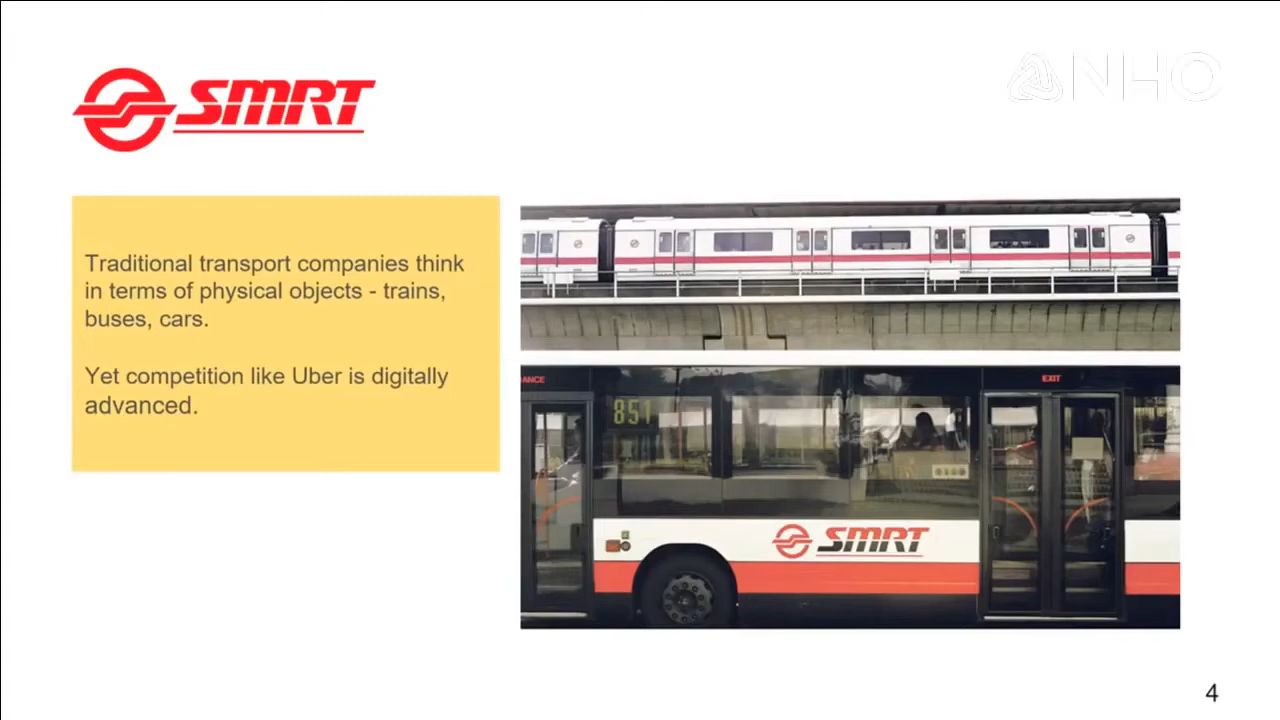 SMRT
NHO
Traditional transport companies think
in terms of physical objects - trains,
buses, cars.
Yet competition like Uber is digitally
advanced.
ANCE
EXIT
851
SMRT
4